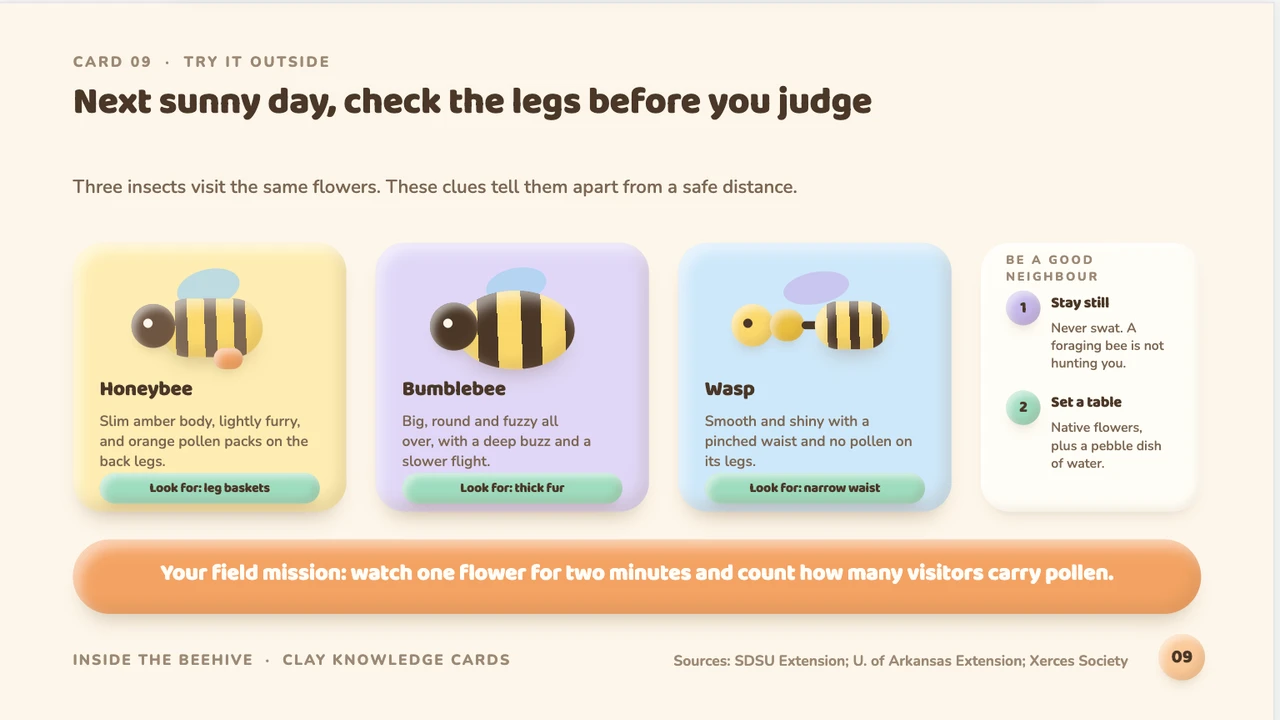 CARD 09 · TRY IT OUTSIDE
Next sunny day, check the legs before you judge
Three insects visit the same flowers. These clues tell them apart from a safe distance.
Honeybee
Slim amber body, lightly furry,
and orange pollen packs on the
back legs.
Look for: leg baskets
Bumblebee
Big, round and fuzzy all
over, with a deep buzz and a
slower flight.
Look for: thick fur
Wasp
Smooth and shiny with a
pinched waist and no pollen on
its legs.
Look for: narrow waist
BE A GOOD
NEIGHBOUR
1
Stay still
Never swat. A
foraging bee is not
hunting you.
2
Set a table
Native flowers,
plus a pebble dish
of water.
Your field mission: watch one flower for two minutes and count how many visitors carry pollen.
INSIDE THE BEEHIVE · CLAY KNOWLEDGE CARDS
Sources: SDSU Extension; U. of Arkansas Extension; Xerces Society
09